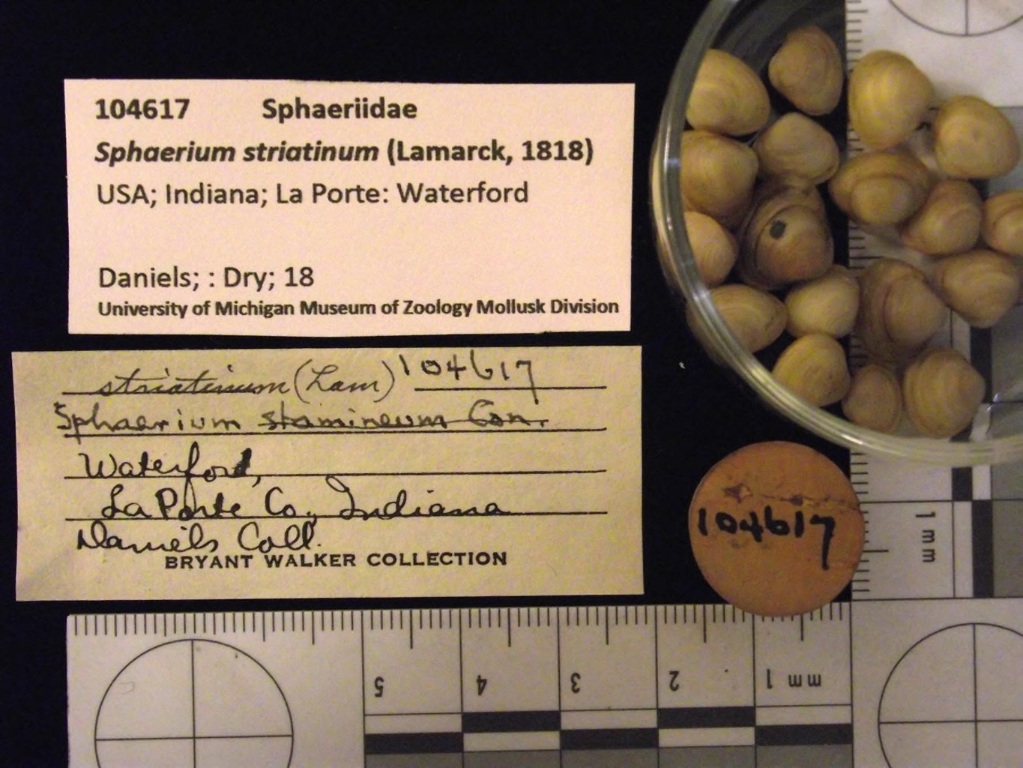 104617 Sphaeriidae
Sphaerium striatinum (Lamarck, 1818)
USA; Indiana; La Porte: Waterford
Daniels; : Dry; 18
University of Michigan Museum of Zoology Mollusk Division
striatinum (Lam) 104617
Sphaerium stamineum Con.
Waterford,
La Porte Co., Indiana
Daniels Coll.
BRYANT WALKER COLLECTION
104617
1 mm
5 4 3 2 1 mm